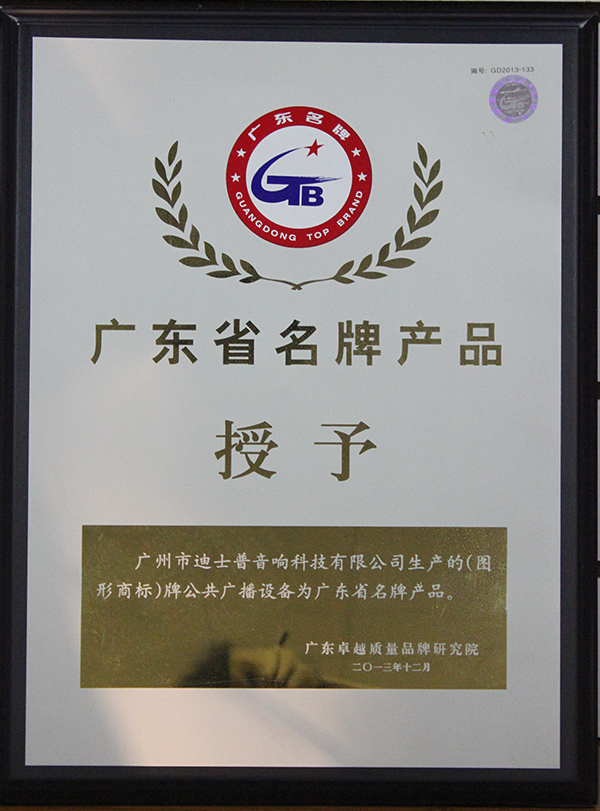 编号：GD2013-133
广东名牌
GTB
GUANGDONG TOP BRAND
广东省名牌产品
授予
广州市迪士普音响科技有限公司生产的(图
形商标)牌公共广播设备为广东省名牌产品。
广东卓越质量品牌研究院
二〇一三年十二月